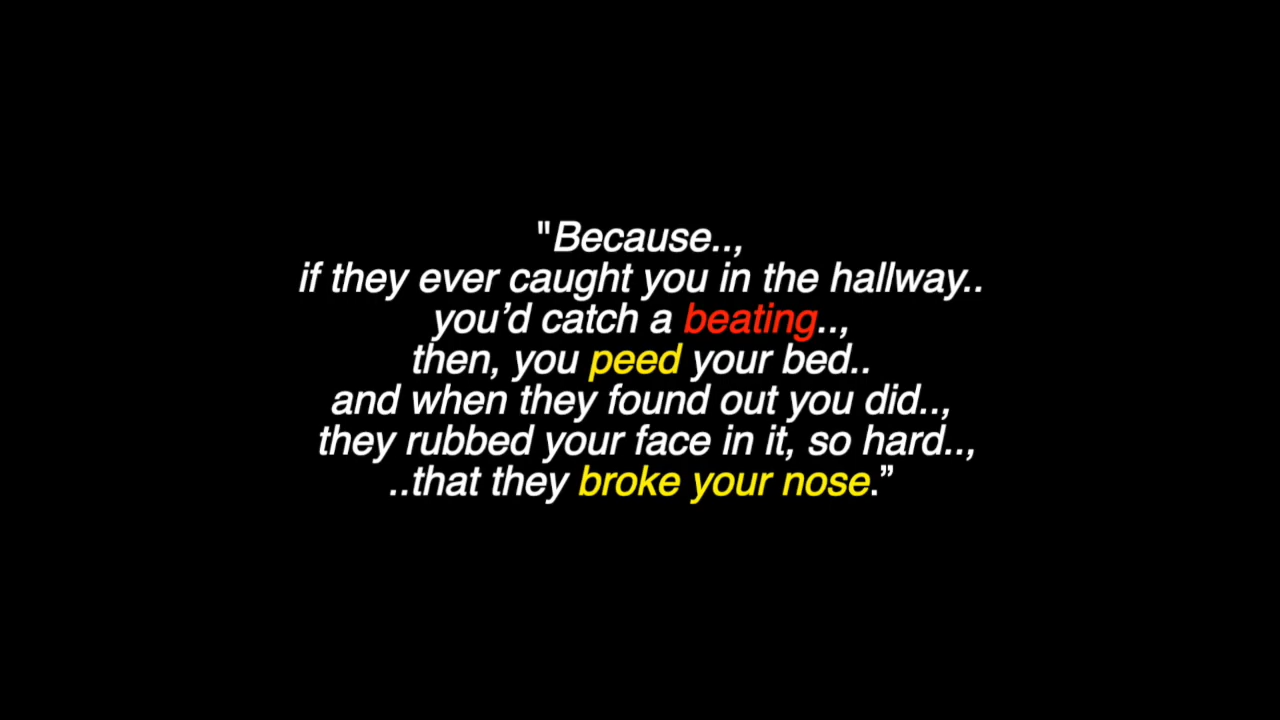 "Because..,
if they ever caught you in the hallway..
you’d catch a beating..,
then, you peed your bed..
and when they found out you did..,
they rubbed your face in it, so hard..,
..that they broke your nose.”